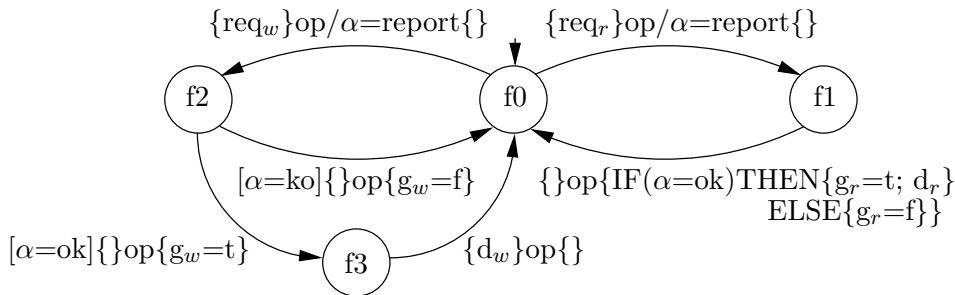 {req_w}op/α=report{} {req_r}op/α=report{}
f2 f0 f1
[α=ko]{}op{g_w=f} {}op{IF(α=ok)THEN{g_r=t; d_r}
ELSE{g_r=f}}
[α=ok]{}op{g_w=t} {d_w}op{}
f3